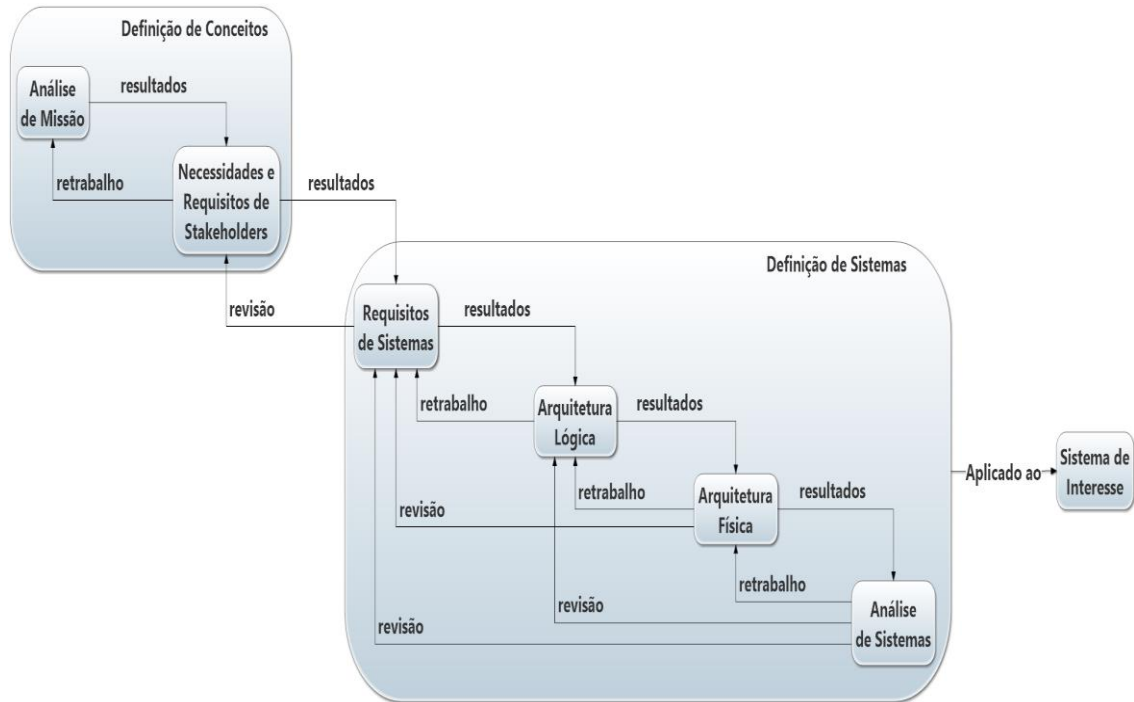 Definição de Conceitos
Análise
de Missão
resultados
retrabalho
Necessidades e
Requisitos de
Stakeholders
resultados
revisão
Definição de Sistemas
Requisitos
de Sistemas
resultados
retrabalho
Arquitetura
Lógica
resultados
retrabalho
revisão
Arquitetura
Física
resultados
retrabalho
revisão
revisão
Análise
de Sistemas
Aplicado ao
Sistema de
Interesse